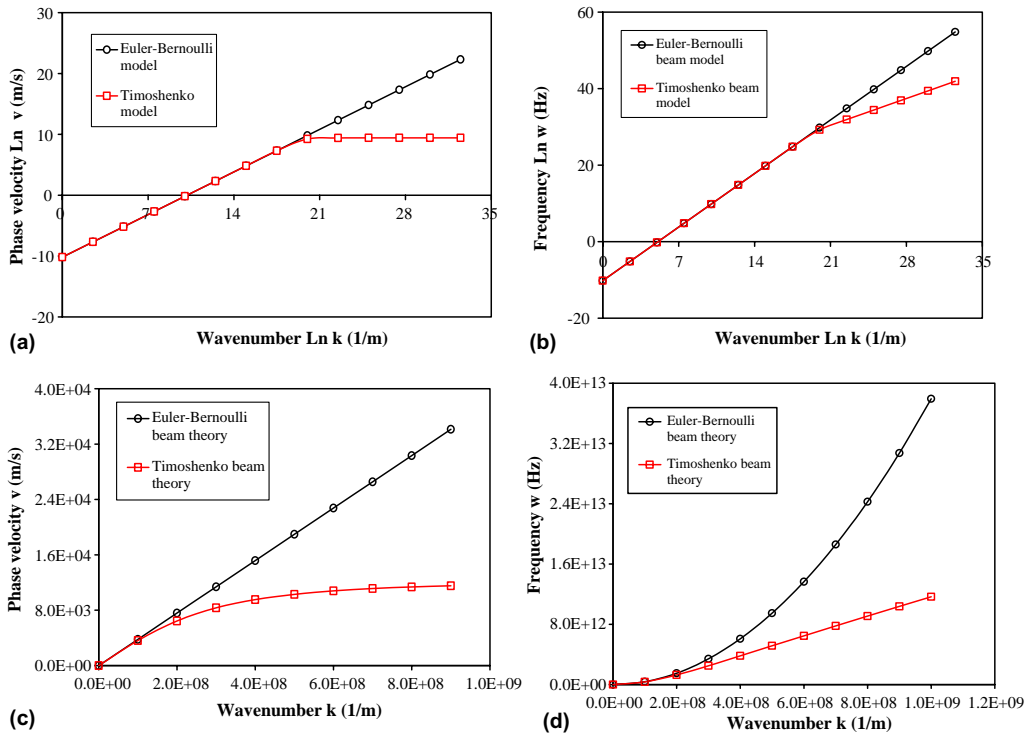 30
20
10
0
-10
-20
0
7
14
21
28
35
Phase velocity Ln v (m/s)
Wavenumber Ln k (1/m)
Euler-Bernoulli
model
Timoshenko
model
(a)
60
40
20
0
-20
0
7
14
21
28
35
Frequency Ln w (Hz)
Wavenumber Ln k (1/m)
Euler-Bernoulli
beam model
Timoshenko beam
model
(b)
4.0E+04
3.2E+04
2.4E+04
1.6E+04
8.0E+03
0.0E+00
0.0E+00
2.0E+08
4.0E+08
6.0E+08
8.0E+08
1.0E+09
Phase velocity v (m/s)
Wavenumber k (1/m)
Euler-Bernoulli
beam theory
Timoshenko beam
theory
(c)
4.0E+13
3.2E+13
2.4E+13
1.6E+13
8.0E+12
0.0E+00
0.0E+00
2.0E+08
4.0E+08
6.0E+08
8.0E+08
1.0E+09
1.2E+09
Frequency w (Hz)
Wavenumber k (1/m)
Euler-Bernoulli
beam theory
Timoshenko beam
theory
(d)